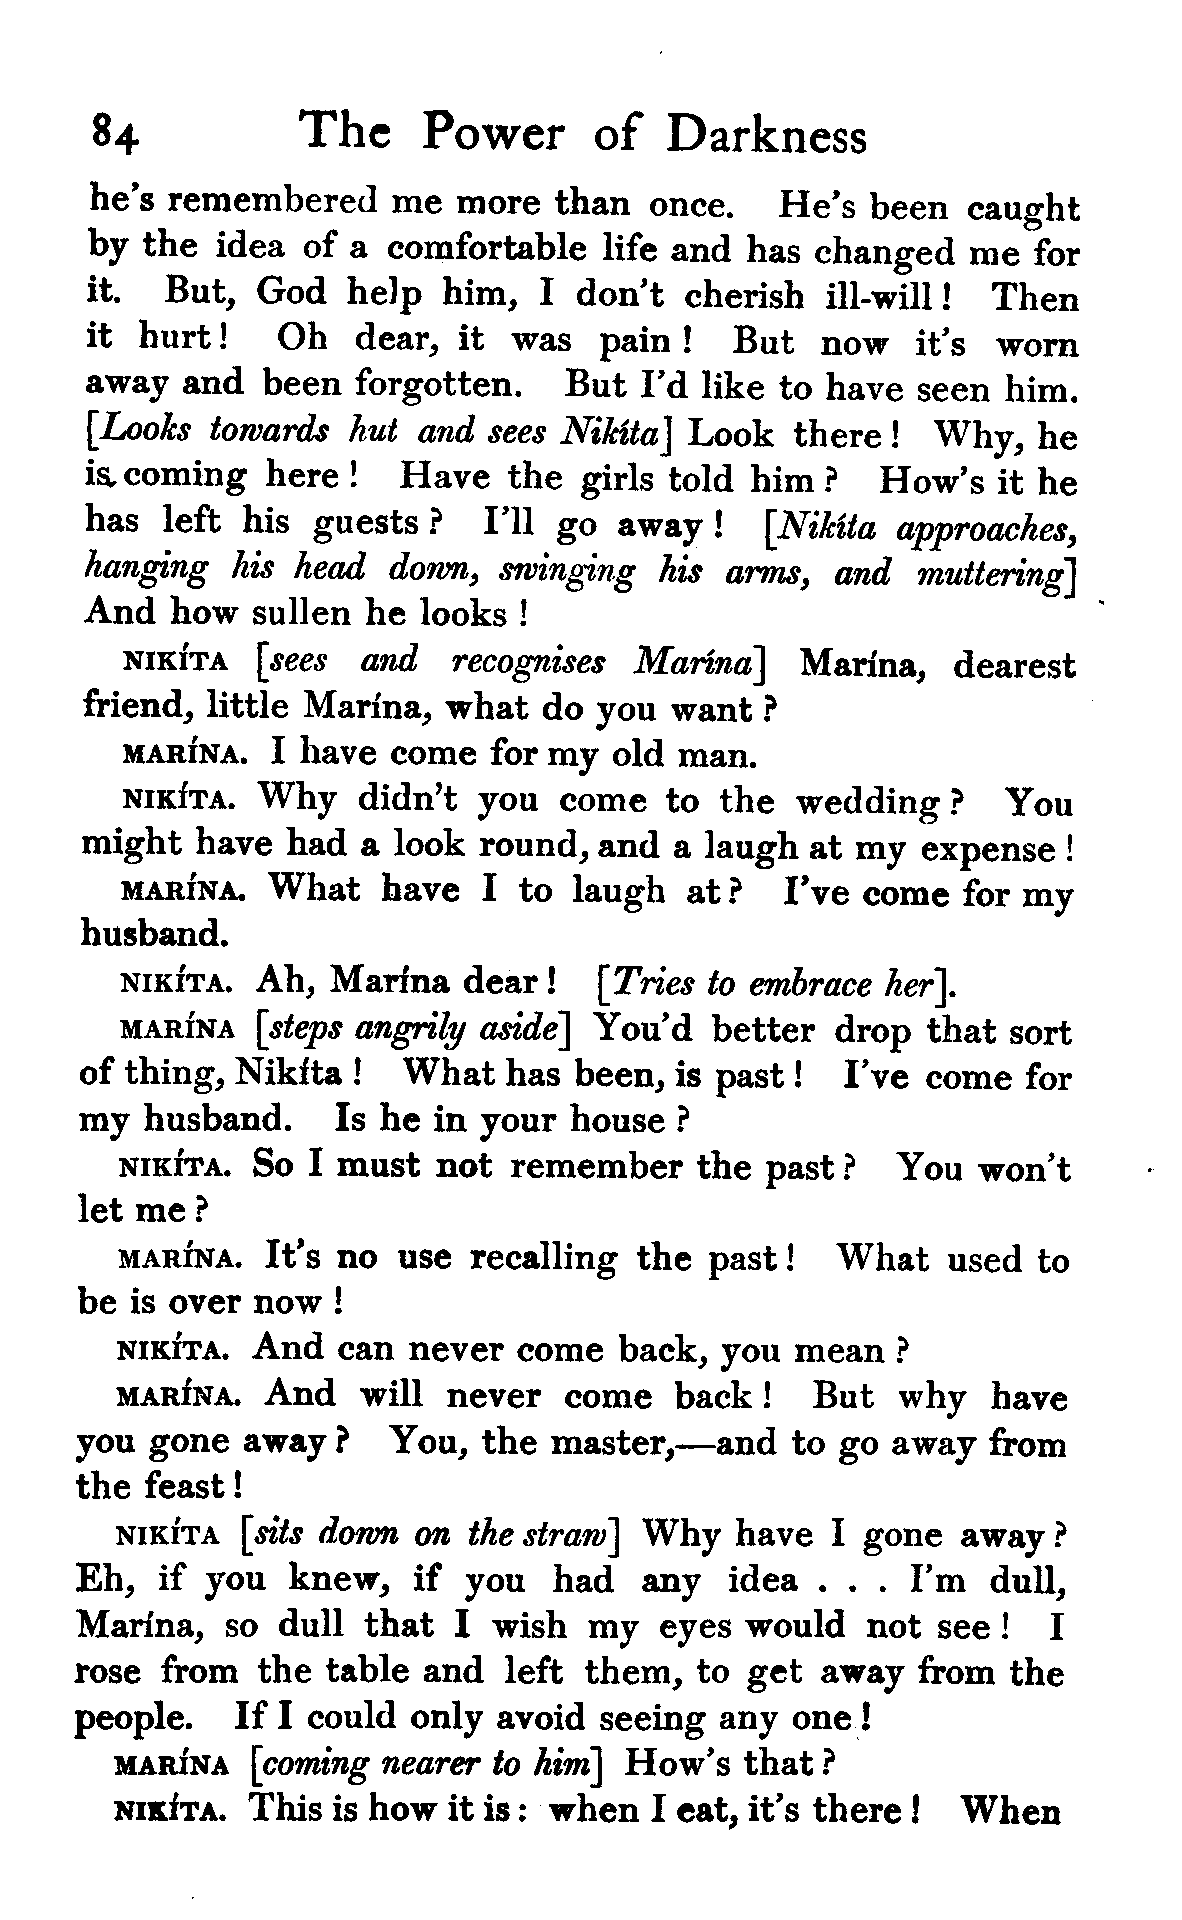 84 The Power of Darkness
he's remembered me more than once. He's been caught
by the idea of a comfortable life and has changed me for
it. But, God help him, I don't cherish ill-will! Then
it hurt! Oh dear, it was pain! But now it's worn
away and been forgotten. But I'd like to have seen him.
[Looks towards hut and sees Nikíta] Look there! Why, he
is coming here! Have the girls told him? How's it he
has left his guests? I'll go away! [Nikíta approaches,
hanging his head down, swinging his arms, and muttering]
And how sullen he looks!
NIKÍTA [sees and recognises Marína] Marína, dearest
friend, little Marína, what do you want?
MARÍNA. I have come for my old man.
NIKÍTA. Why didn't you come to the wedding? You
might have had a look round, and a laugh at my expense!
MARÍNA. What have I to laugh at? I've come for my
husband.
NIKÍTA. Ah, Marína dear! [Tries to embrace her].
MARÍNA [steps angrily aside] You'd better drop that sort
of thing, Nikíta! What has been, is past! I've come for
my husband. Is he in your house?
NIKÍTA. So I must not remember the past? You won't
let me?
MARÍNA. It's no use recalling the past! What used to
be is over now!
NIKÍTA. And can never come back, you mean?
MARÍNA. And will never come back! But why have
you gone away? You, the master,—and to go away from
the feast!
NIKÍTA [sits down on the straw] Why have I gone away?
Eh, if you knew, if you had any idea . . . I'm dull,
Marína, so dull that I wish my eyes would not see! I
rose from the table and left them, to get away from the
people. If I could only avoid seeing any one!
MARÍNA [coming nearer to him] How's that?
NIKÍTA. This is how it is: when I eat, it's there! When